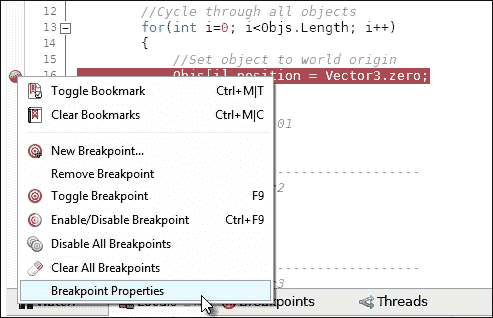 12 //Cycle through all objects
13 for(int i=0; i<Objs.Length; i++)
14 {
15 //Set object to world origin
16 Objs[i].position = Vector3.zero;
Toggle Bookmark Ctrl+M|T
Clear Bookmarks Ctrl+M|C
01
New Breakpoint...
Remove Breakpoint
--------------------
Toggle Breakpoint F9
2
Enable/Disable Breakpoint Ctrl+F9
Disable All Breakpoints
Clear All Breakpoints
--------------------
Breakpoint Properties
3
Breakpoints
Threads